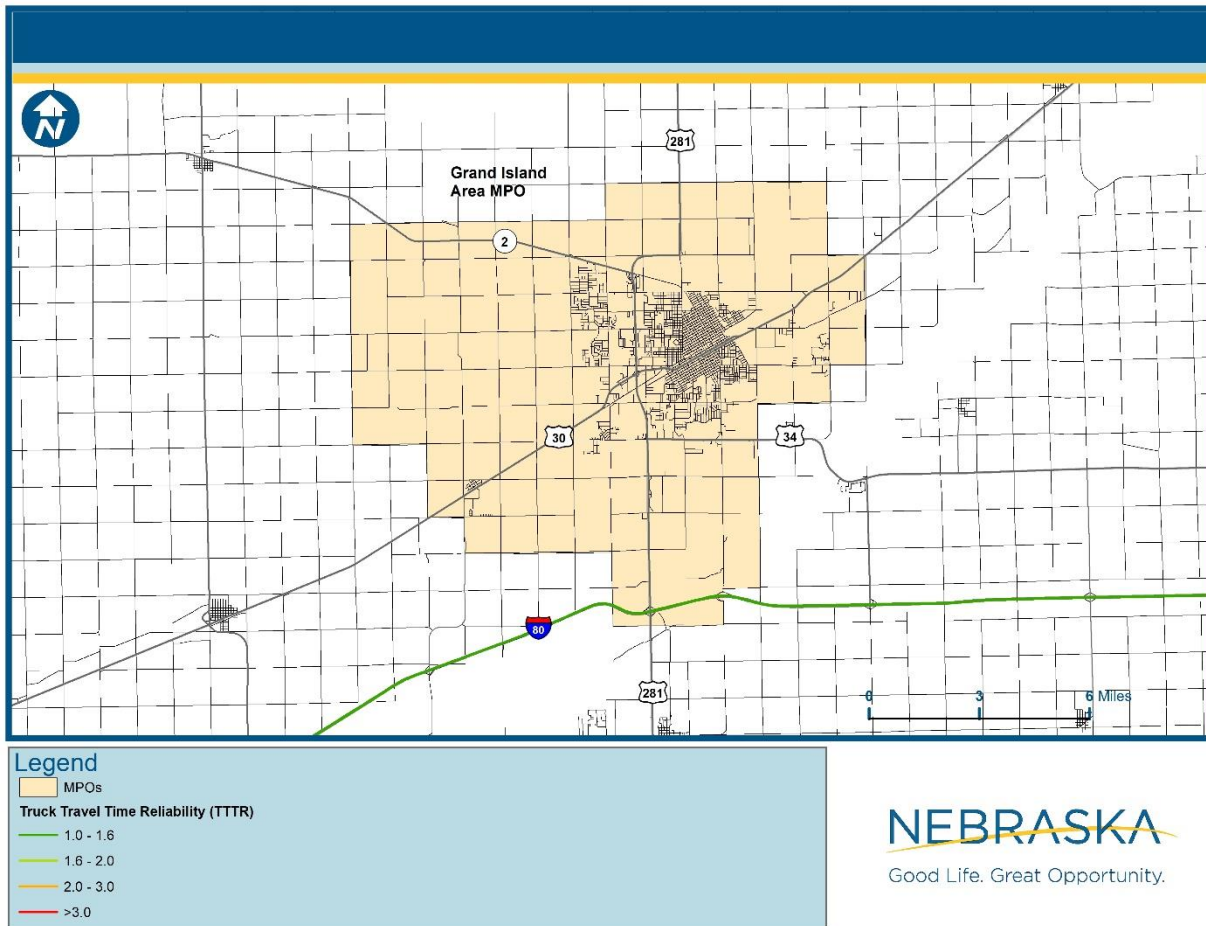 N
281
Grand Island
Area MPO
2
30
34
80
281
0 3 6 Miles
Legend
MPOs
Truck Travel Time Reliability (TTTR)
1.0 - 1.6
1.6 - 2.0
2.0 - 3.0
>3.0
NEBRASKA
Good Life. Great Opportunity.